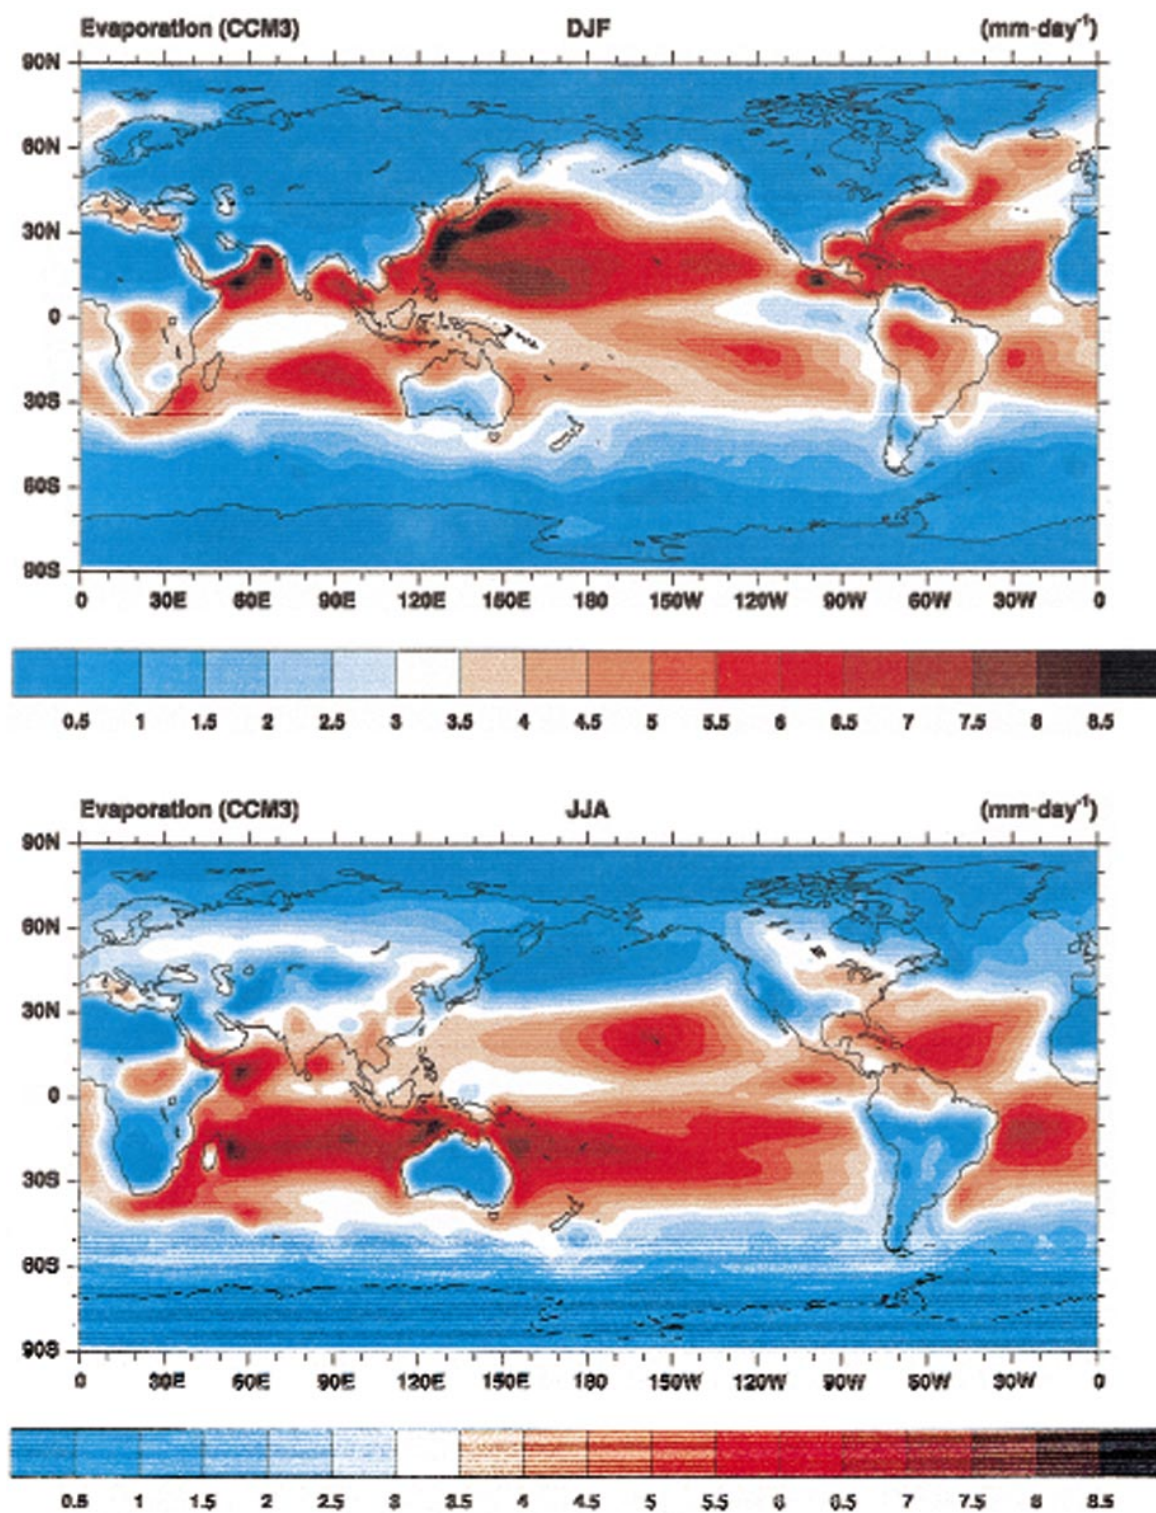 Evaporation (CCM3) DJF (mm·day⁻¹)
90N
60N
30N
0
30S
60S
90S
0 30E 60E 90E 120E 150E 180 150W 120W 90W 60W 30W 0
0.5 1 1.5 2 2.5 3 3.5 4 4.5 5 5.5 6 6.5 7 7.5 8 8.5
Evaporation (CCM3) JJA (mm·day⁻¹)
90N
60N
30N
0
30S
60S
90S
0 30E 60E 90E 120E 150E 180 150W 120W 90W 60W 30W 0
0.5 1 1.5 2 2.5 3 3.5 4 4.5 5 5.5 6 6.5 7 7.5 8 8.5